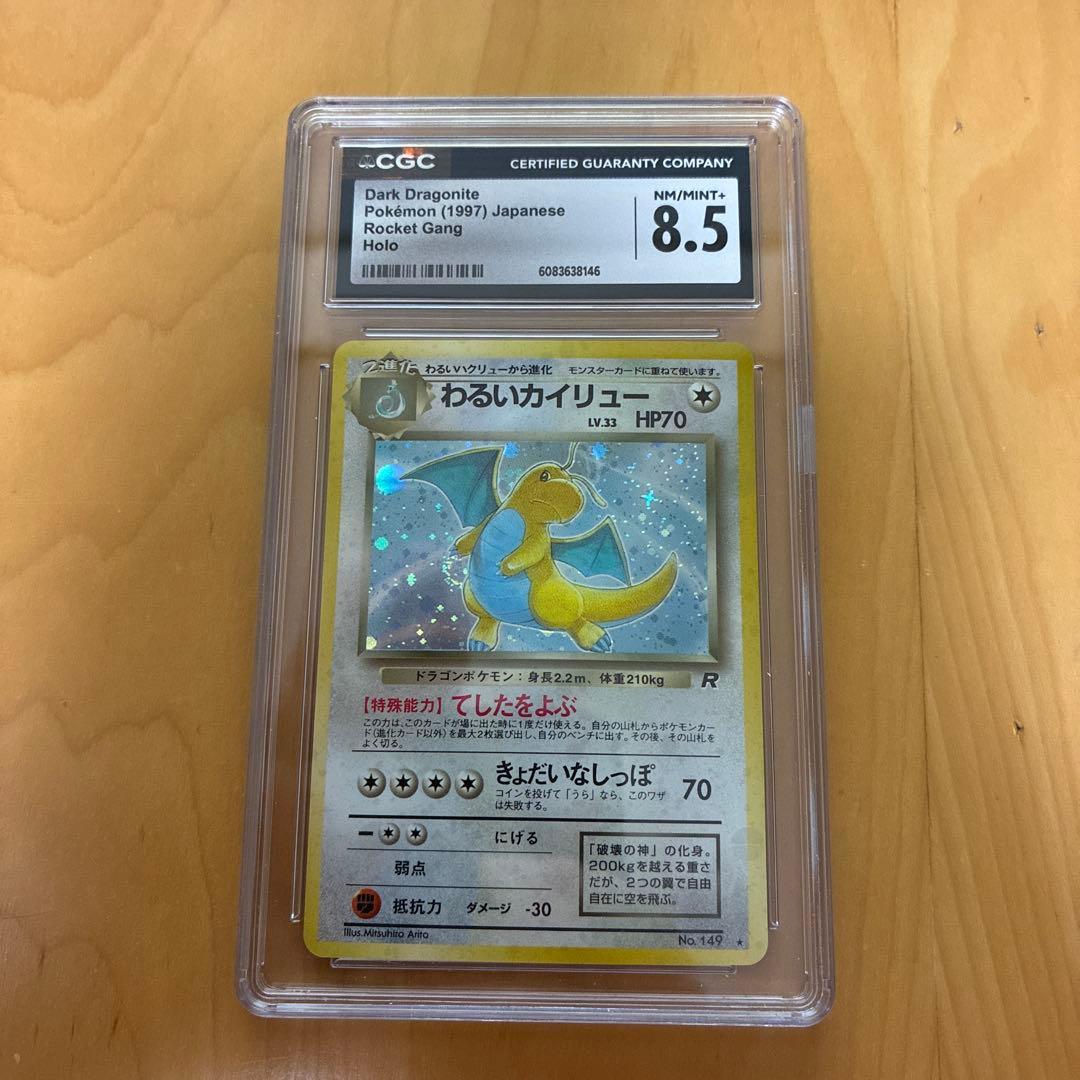 CGC
CERTIFIED GUARANTY COMPANY
Dark Dragonite
Pokémon (1997) Japanese
Rocket Gang
Holo
NM/MINT+
8.5
6083638146
2進化
わるいハクリューから進化
モンスターカードに重ねて使います。
わるいカイリュー
LV.33 HP70
ドラゴンポケモン:身長2.2m、体重210kg
R
【特殊能力】てしたをよぶ
この力は、このカードが場に出た時に1度だけ使える。自分の山札からポケモンカー
ド(進化カード以外)を最大2枚選び出し、自分のベンチに出す。その後、その山札を
よく切る。
きょだいなしっぽ 70
コインを投げて「うら」なら、このワザ
は失敗する。
にげる
弱点
抵抗力 ダメージ -30
「破壊の神」の化身。
200kgを越える重さ
だが、2つの翼で自由
自在に空を飛ぶ。
Illus.Mitsuhiro Arita
No. 149 ★